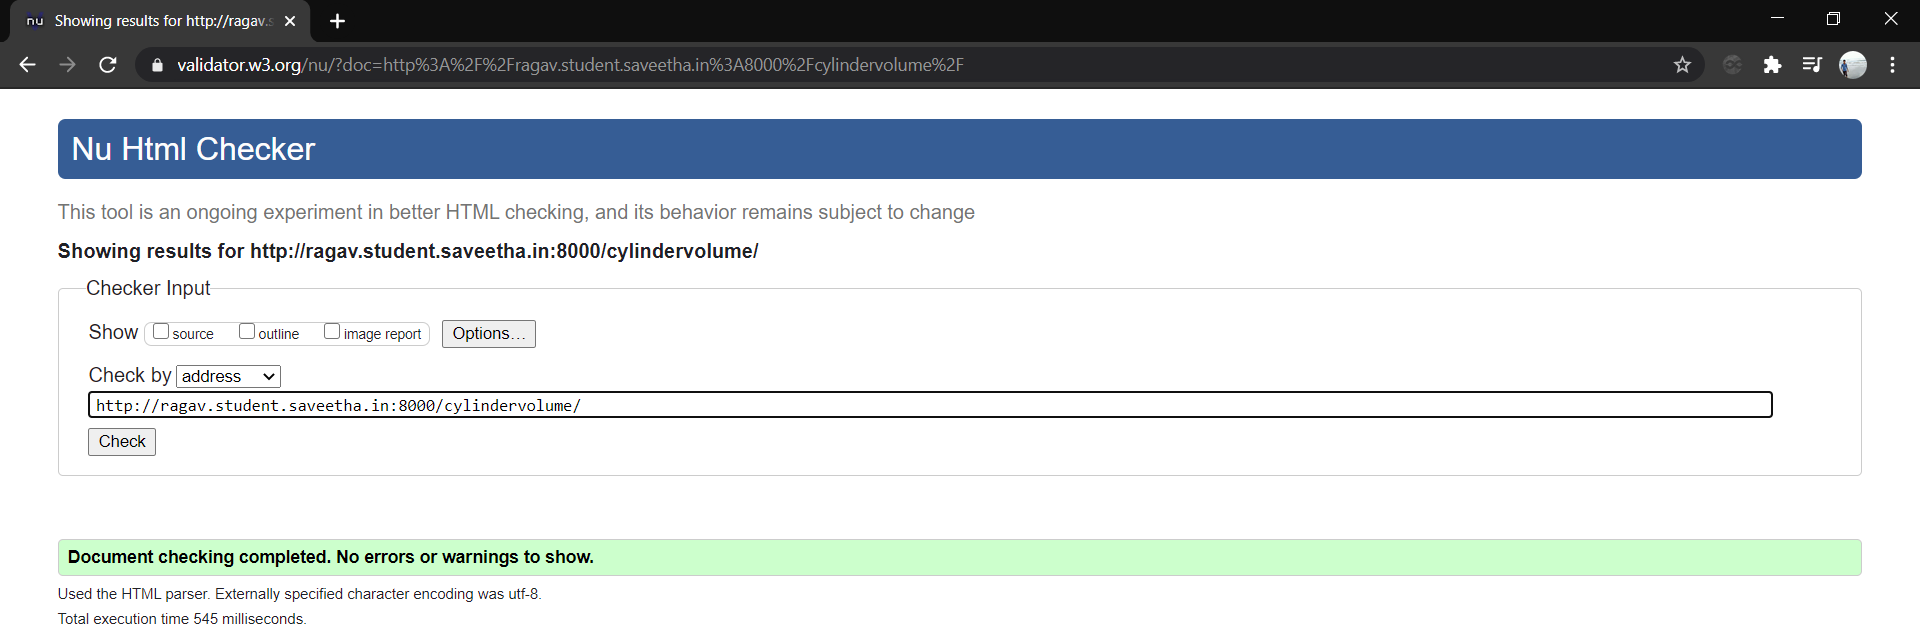 nu Showing results for http://ragav.s
validator.w3.org/nu/?doc=http%3A%2F%2Fragav.student.saveetha.in%3A8000%2Fcylindervolume%2F
Nu Html Checker
This tool is an ongoing experiment in better HTML checking, and its behavior remains subject to change
Showing results for http://ragav.student.saveetha.in:8000/cylindervolume/
Checker Input
Show source outline image report Options…
Check by address
http://ragav.student.saveetha.in:8000/cylindervolume/
Check
Document checking completed. No errors or warnings to show.
Used the HTML parser. Externally specified character encoding was utf-8.
Total execution time 545 milliseconds.